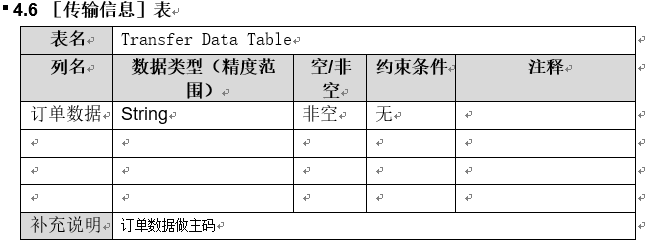 4.6 ［传输信息］表
表名 Transfer Data Table
列名 数据类型（精度范围） 空/非空 约束条件 注释
订单数据 String 非空 无
补充说明 订单数据做主码